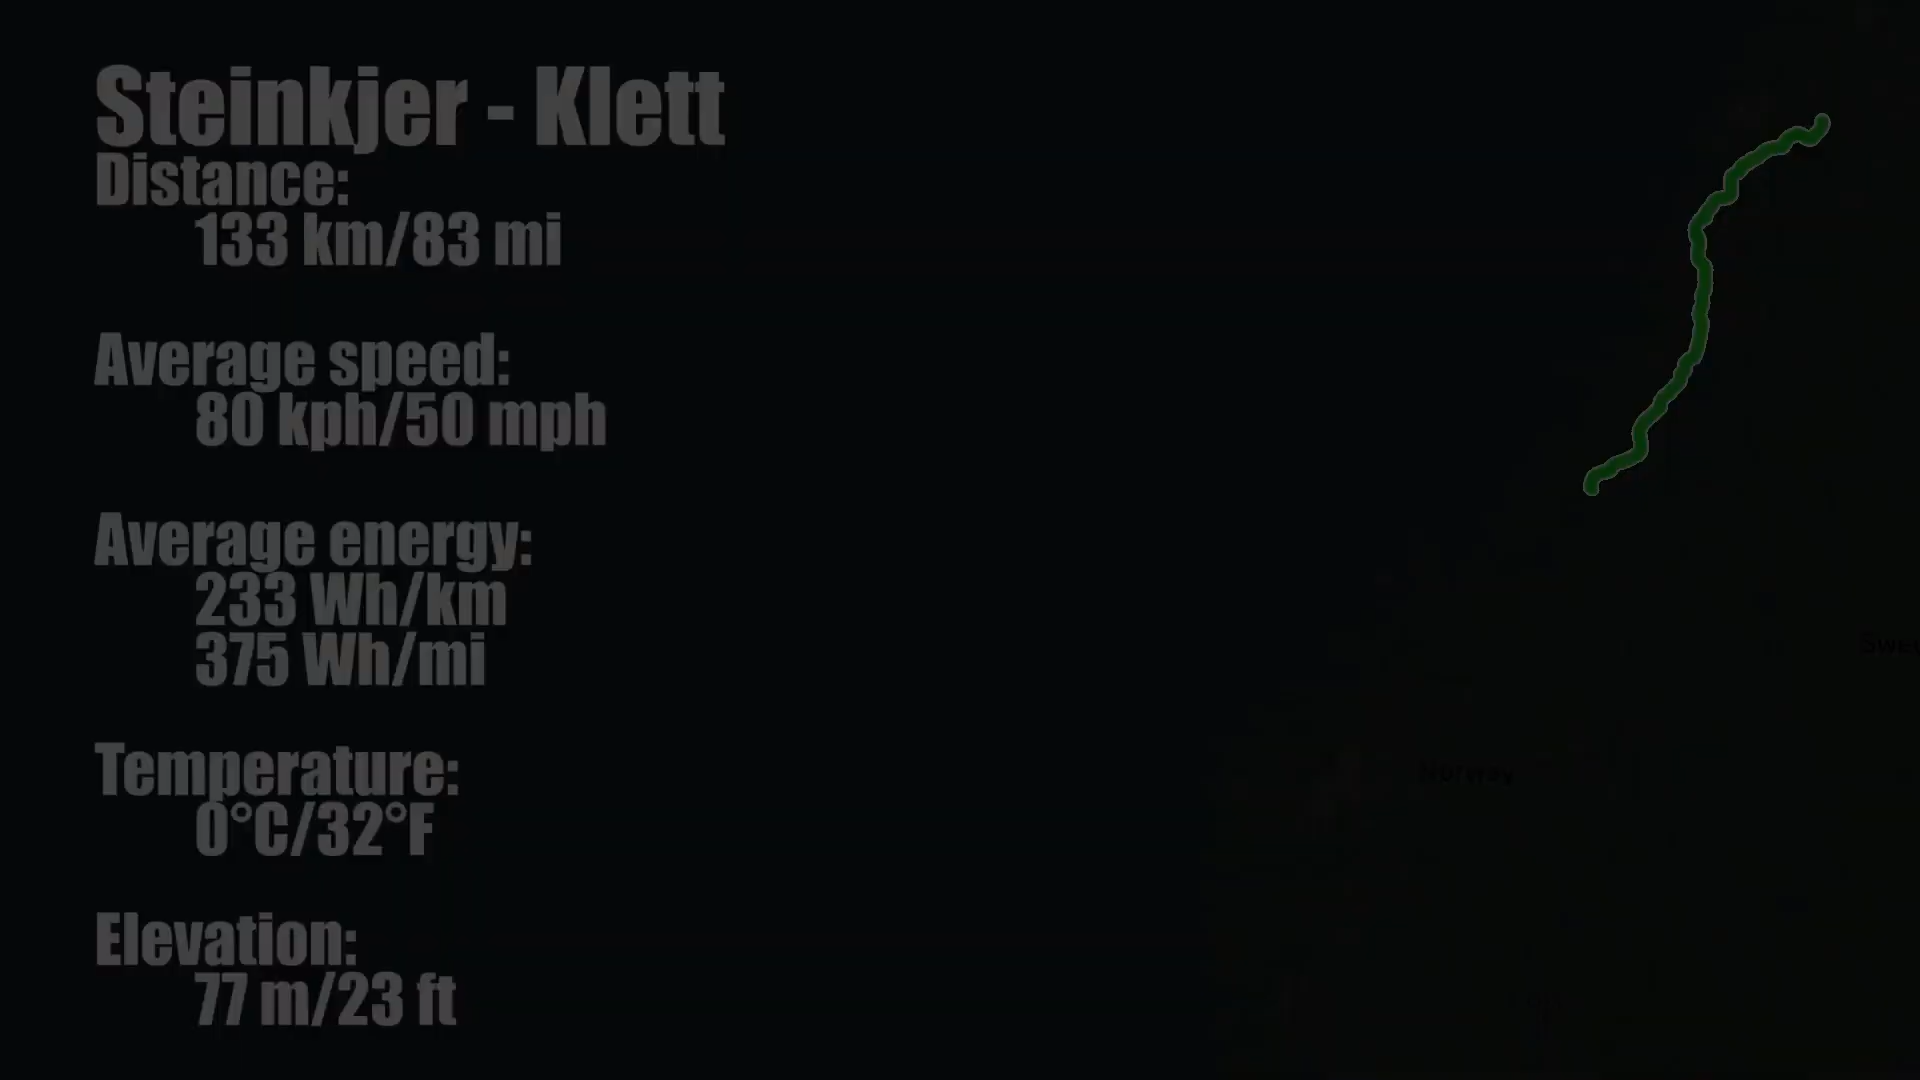 Steinkjer - Klett
Distance:
133 km/83 mi
Average speed:
80 kph/50 mph
Average energy:
233 Wh/km
375 Wh/mi
Temperature:
0°C/32°F
Elevation:
77 m/23 ft
Norway